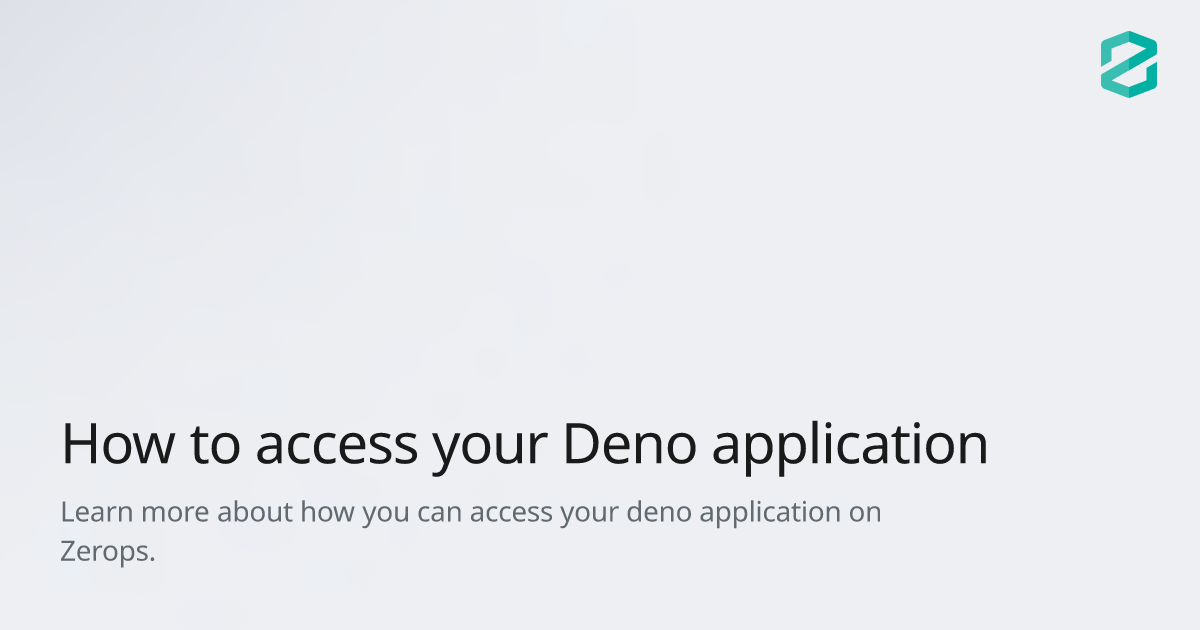 How to access your Deno application
Learn more about how you can access your deno application on
Zerops.